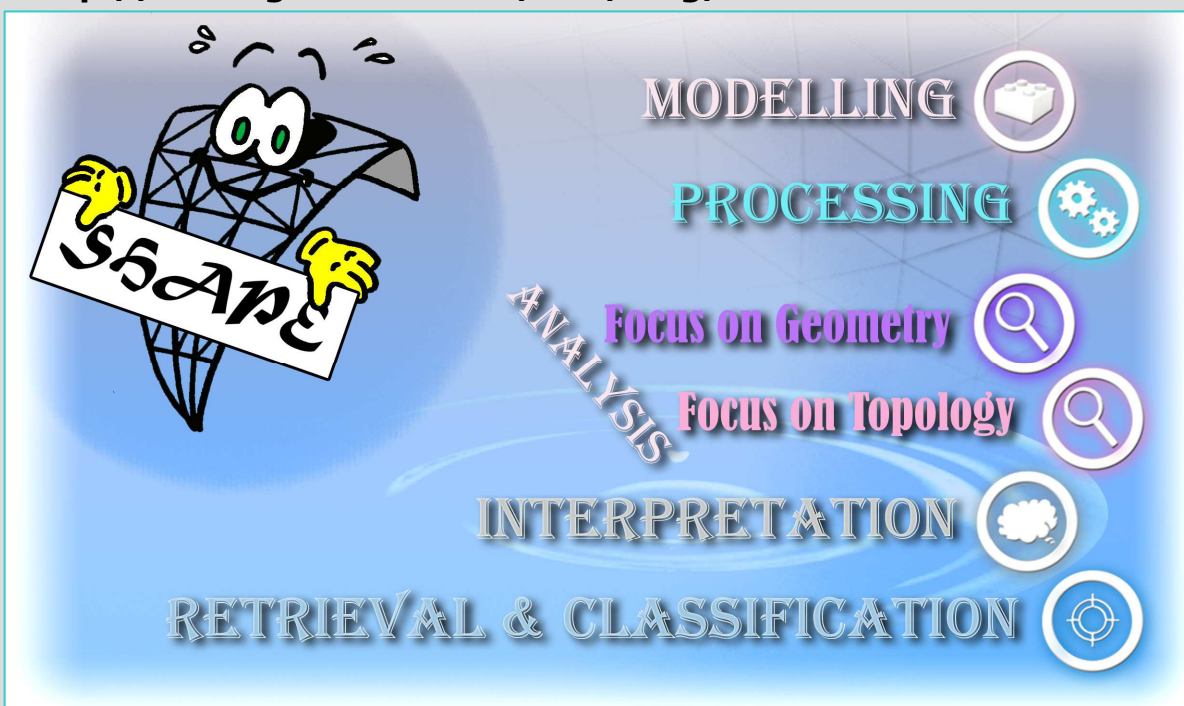 MODELLING
PROCESSING
SHAPE
ANALYSIS
Focus on Geometry
Focus on Topology
INTERPRETATION
RETRIEVAL & CLASSIFICATION